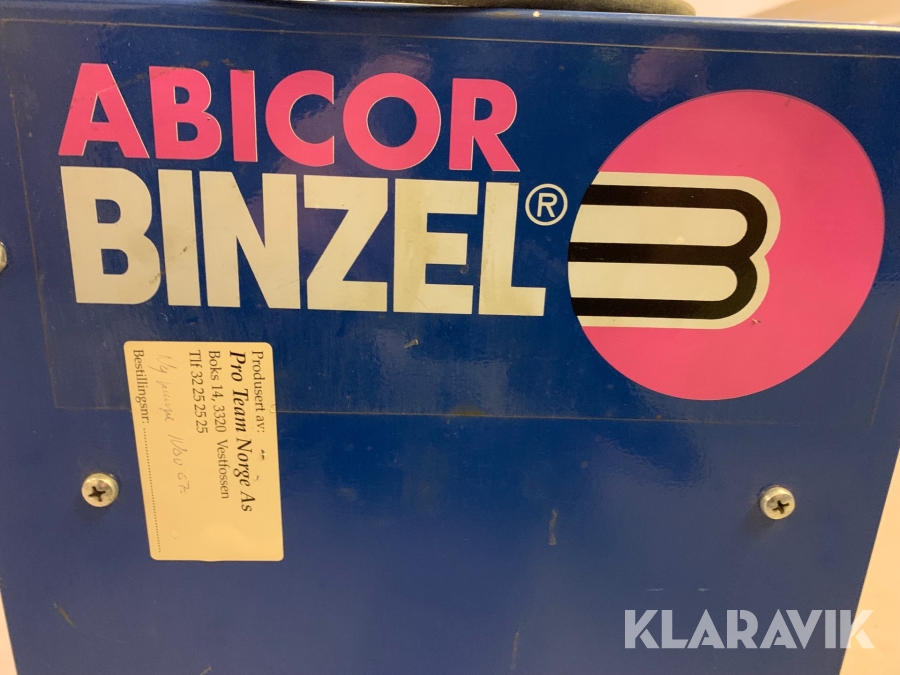 ABICOR
BINZEL®
Produsert av:
Pro Team Norge As
Boks 14, 3320 Vestfossen
Tlf 32 25 25 25
Ny
Bestillingsnr:
KLARAVIK